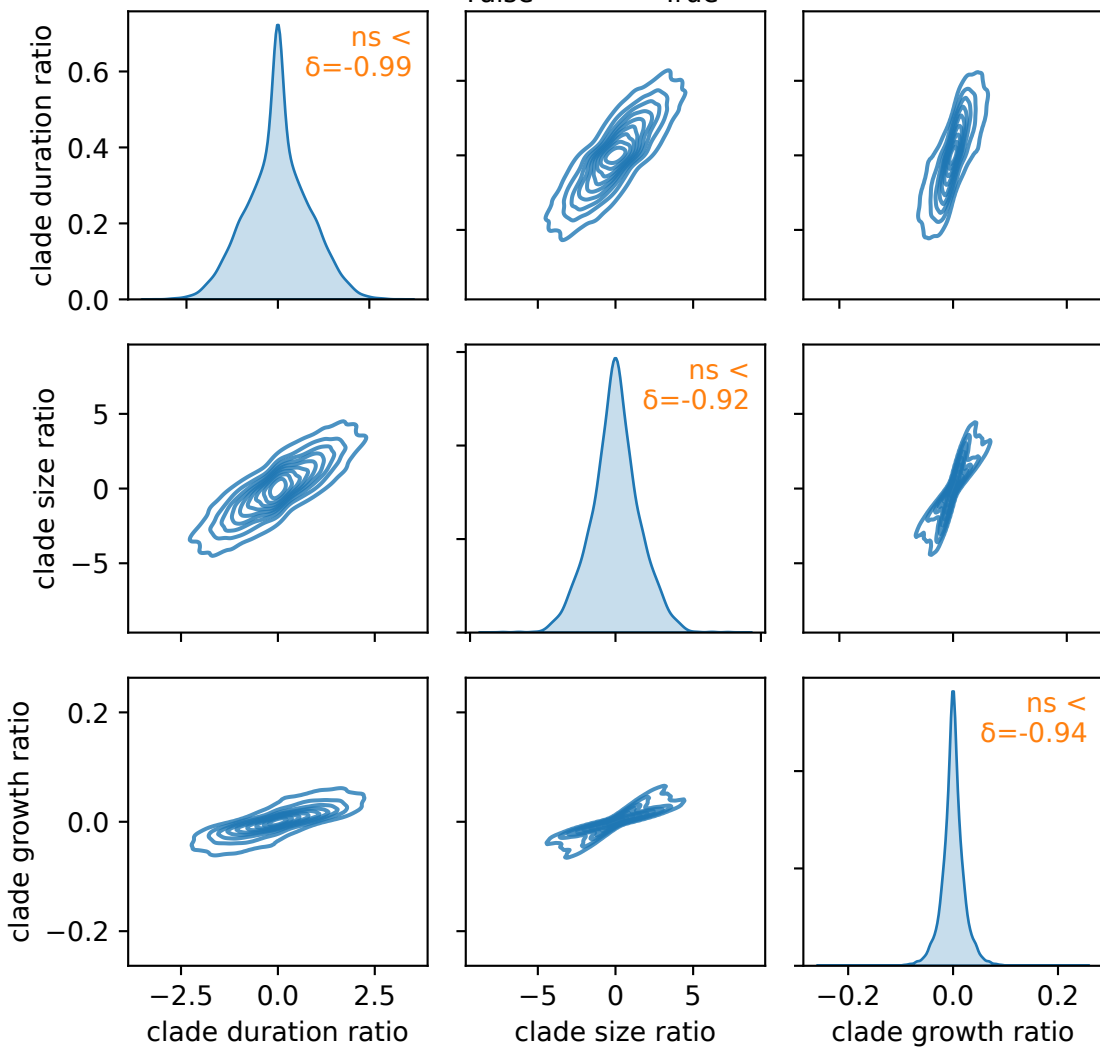 clade duration ratio
0.6
0.4
0.2
0.0
ns <
δ=-0.99
clade size ratio
5
0
−5
ns <
δ=-0.92
clade growth ratio
0.2
0.0
−0.2
ns <
δ=-0.94
−2.5 0.0 2.5
clade duration ratio
−5 0 5
clade size ratio
−0.2 0.0 0.2
clade growth ratio